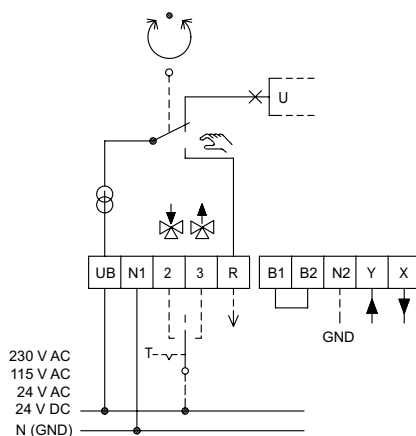 U
UB N1 2 3 R B1 B2 N2 Y X
GND
T
230 V AC
115 V AC
24 V AC
24 V DC
N (GND)